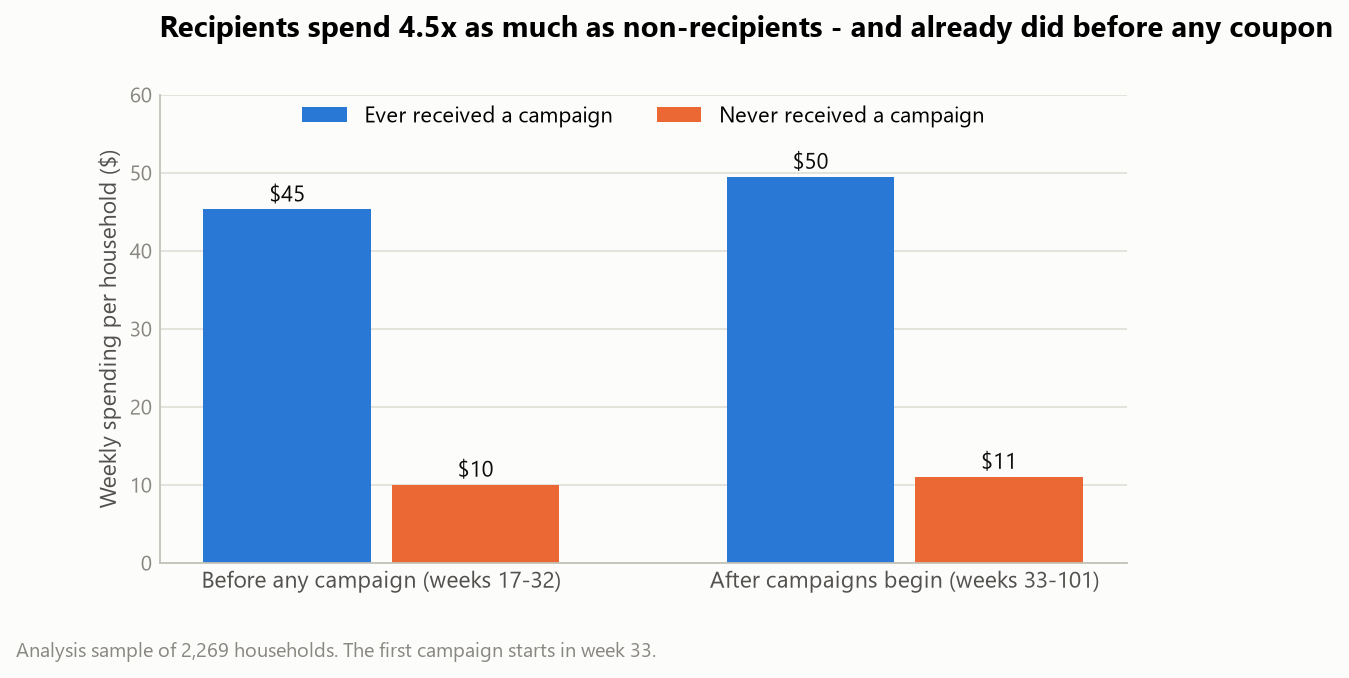 Recipients spend 4.5x as much as non-recipients - and already did before any coupon
60
Ever received a campaign
Never received a campaign
50
40
30
20
10
0
Weekly spending per household ($)
$45
$10
$50
$11
Before any campaign (weeks 17-32)
After campaigns begin (weeks 33-101)
Analysis sample of 2,269 households. The first campaign starts in week 33.